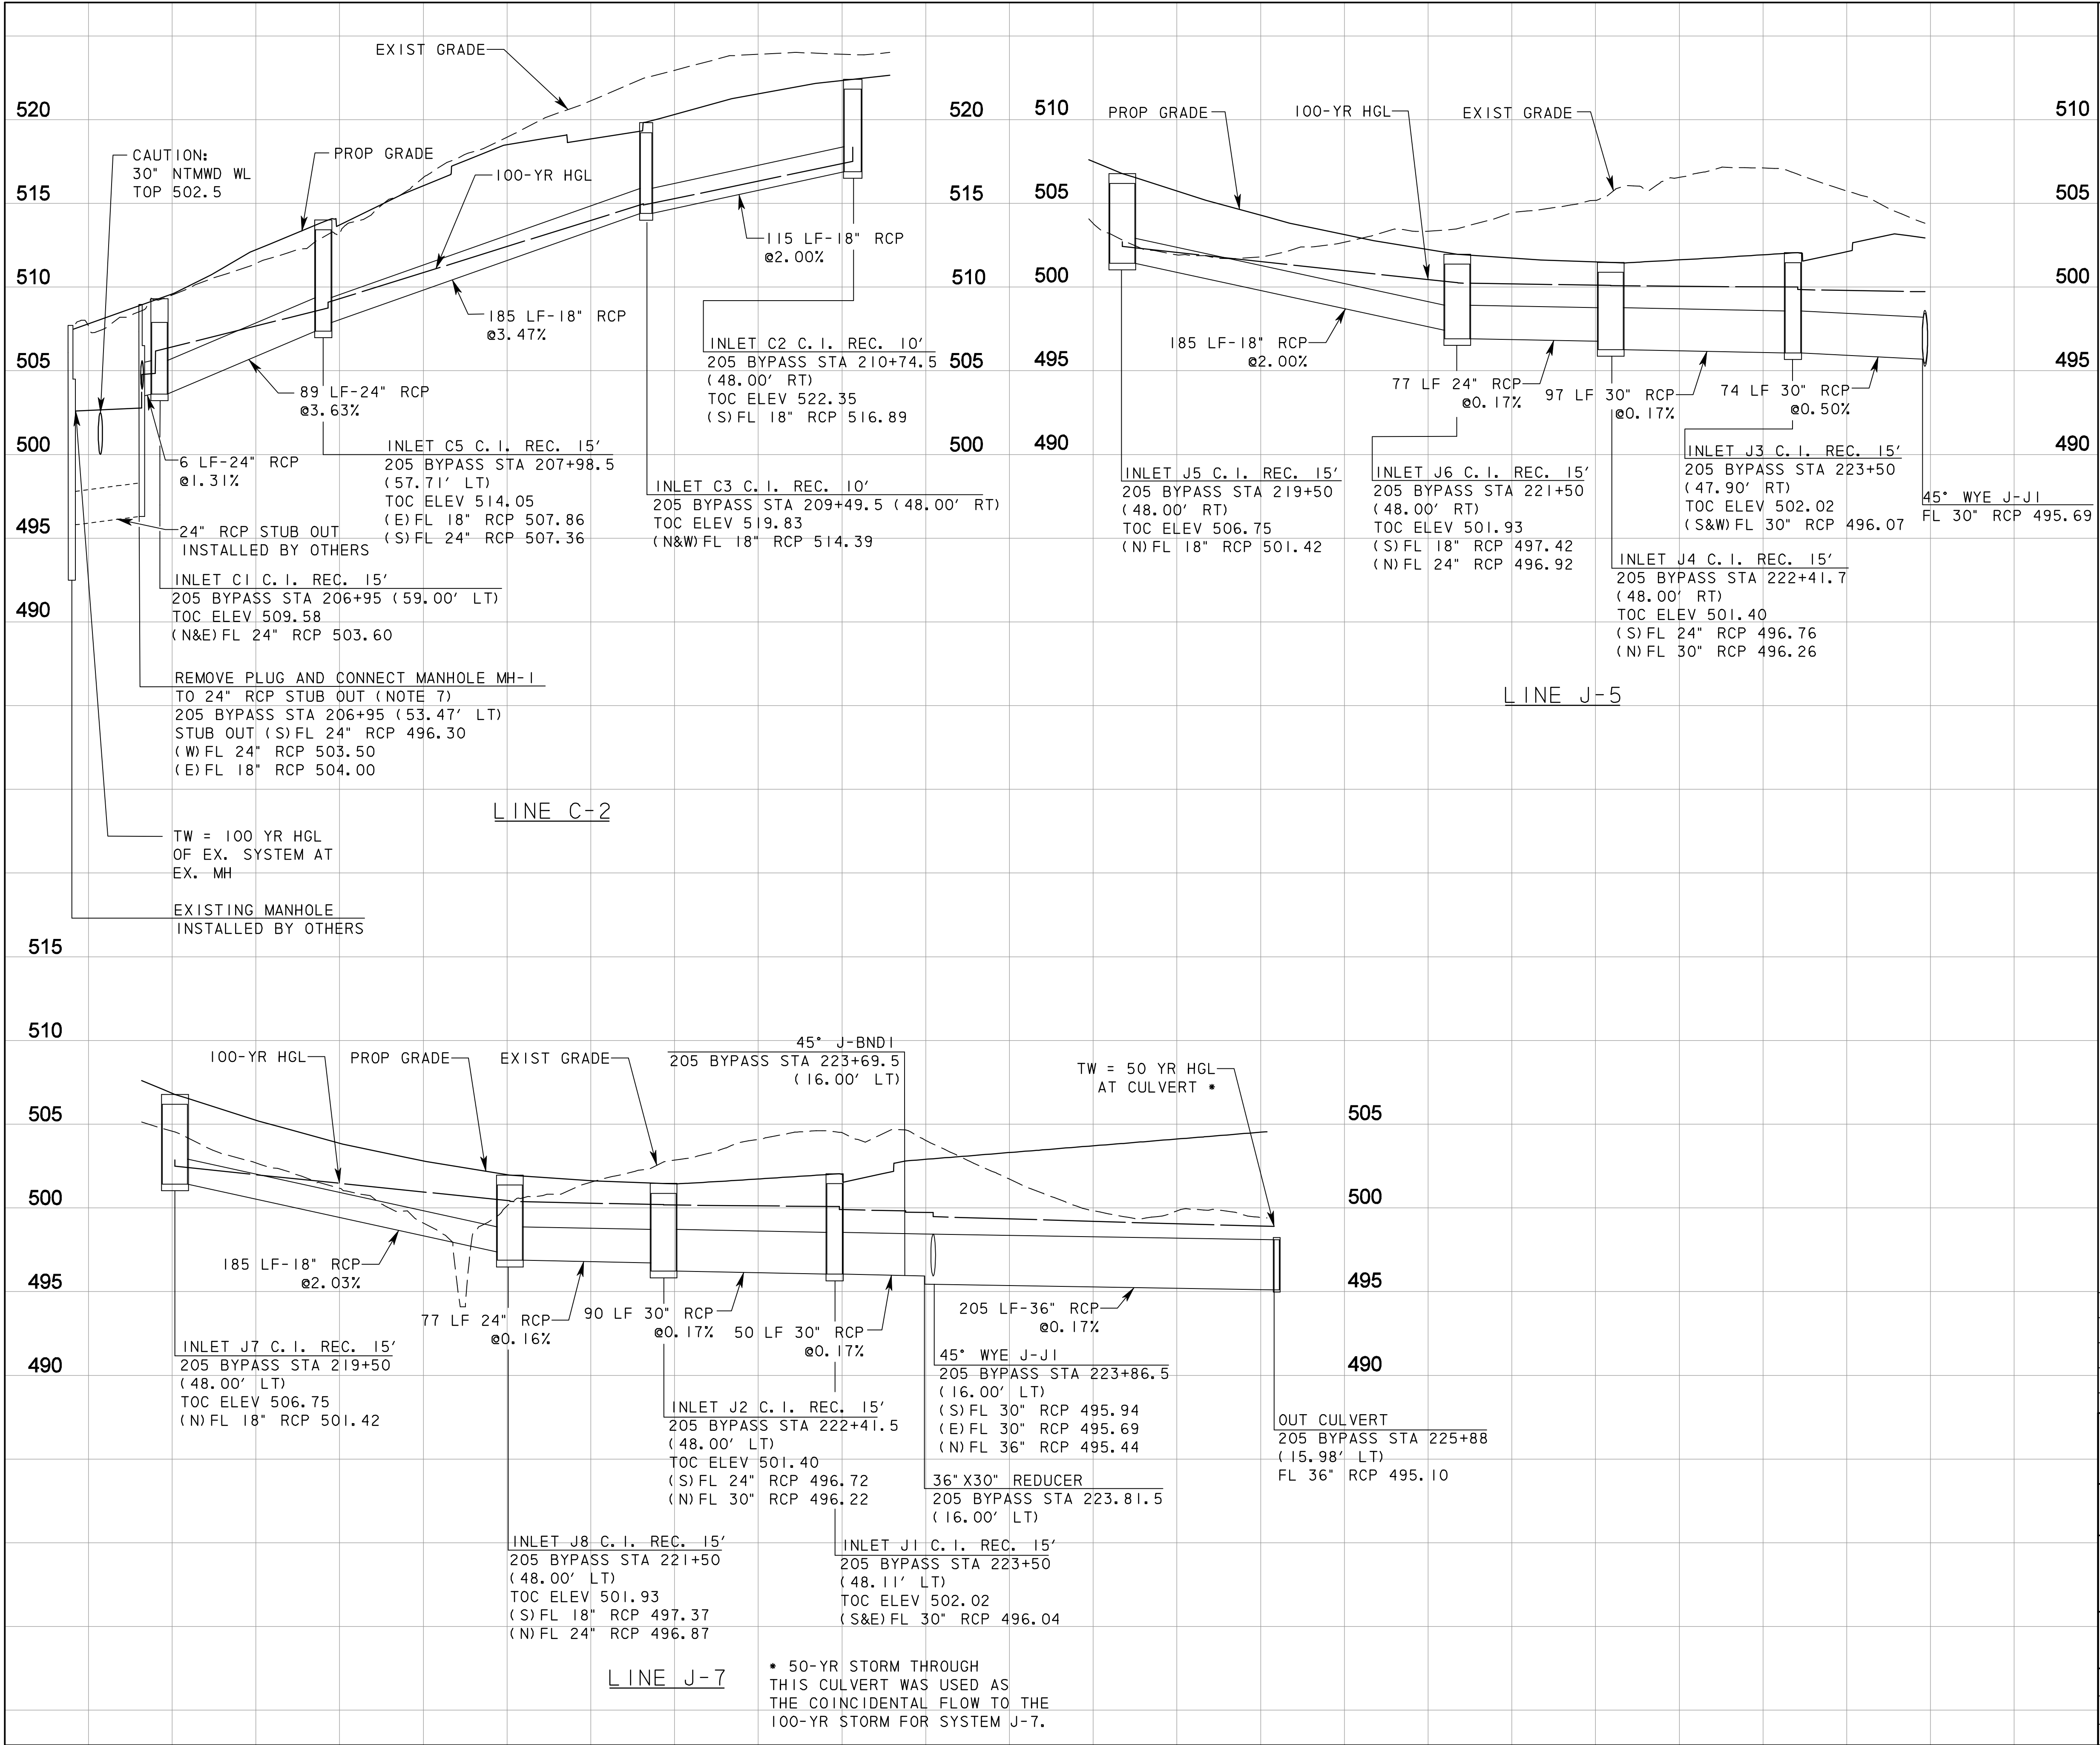 EXIST GRADE
520
CAUTION:
30" NTMWD WL
TOP 502.5
PROP GRADE
100-YR HGL
515
115 LF-18" RCP
@2.00%
510
185 LF-18" RCP
@3.47%
INLET C2 C.I. REC. 10'
205 BYPASS STA 210+74.5
(48.00' RT)
TOC ELEV 522.35
(S)FL 18" RCP 516.89
505
89 LF-24" RCP
@3.63%
500
6 LF-24" RCP
@1.31%
INLET C5 C.I. REC. 15'
205 BYPASS STA 207+98.5
(57.71' LT)
TOC ELEV 514.05
(E)FL 18" RCP 507.86
(S)FL 24" RCP 507.36
INLET C3 C.I. REC. 10'
205 BYPASS STA 209+49.5 (48.00' RT)
TOC ELEV 519.83
(N&W)FL 18" RCP 514.39
495
24" RCP STUB OUT
INSTALLED BY OTHERS
INLET C1 C.I. REC. 15'
205 BYPASS STA 206+95 (59.00' LT)
TOC ELEV 509.58
(N&E)FL 24" RCP 503.60
490
REMOVE PLUG AND CONNECT MANHOLE MH-1
TO 24" RCP STUB OUT (NOTE 7)
205 BYPASS STA 206+95 (53.47' LT)
STUB OUT (S)FL 24" RCP 496.30
(W)FL 24" RCP 503.50
(E)FL 18" RCP 504.00
LINE C-2
TW = 100 YR HGL
OF EX. SYSTEM AT
EX. MH
EXISTING MANHOLE
INSTALLED BY OTHERS
520
515
510
505
500
510
505
500
495
490
PROP GRADE
100-YR HGL
EXIST GRADE
185 LF-18" RCP
@2.00%
77 LF 24" RCP
@0.17%
97 LF 30" RCP
@0.17%
74 LF 30" RCP
@0.50%
INLET J5 C.I. REC. 15'
205 BYPASS STA 219+50
(48.00' RT)
TOC ELEV 506.75
(N)FL 18" RCP 501.42
INLET J6 C.I. REC. 15'
205 BYPASS STA 221+50
(48.00' RT)
TOC ELEV 501.93
(S)FL 18" RCP 497.42
(N)FL 24" RCP 496.92
INLET J3 C.I. REC. 15'
205 BYPASS STA 223+50
(47.90' RT)
TOC ELEV 502.02
(S&W)FL 30" RCP 496.07
45° WYE J-J1
FL 30" RCP 495.69
INLET J4 C.I. REC. 15'
205 BYPASS STA 222+41.7
(48.00' RT)
TOC ELEV 501.40
(S)FL 24" RCP 496.76
(N)FL 30" RCP 496.26
510
505
500
495
490
LINE J-5
515
510
505
500
495
490
100-YR HGL
PROP GRADE
EXIST GRADE
45° J-BND1
205 BYPASS STA 223+69.5
(16.00' LT)
TW = 50 YR HGL
AT CULVERT *
505
500
495
490
185 LF-18" RCP
@2.03%
77 LF 24" RCP
@0.16%
90 LF 30" RCP
@0.17%
50 LF 30" RCP
@0.17%
205 LF-36" RCP
@0.17%
INLET J7 C.I. REC. 15'
205 BYPASS STA 219+50
(48.00' LT)
TOC ELEV 506.75
(N)FL 18" RCP 501.42
45° WYE J-J1
205 BYPASS STA 223+86.5
(16.00' LT)
(S)FL 30" RCP 495.94
(E)FL 30" RCP 495.69
(N)FL 36" RCP 495.44
INLET J2 C.I. REC. 15'
205 BYPASS STA 222+41.5
(48.00' LT)
TOC ELEV 501.40
(S)FL 24" RCP 496.72
(N)FL 30" RCP 496.22
OUT CULVERT
205 BYPASS STA 225+88
(15.98' LT)
FL 36" RCP 495.10
36"X30" REDUCER
205 BYPASS STA 223.81.5
(16.00' LT)
INLET J8 C.I. REC. 15'
205 BYPASS STA 221+50
(48.00' LT)
TOC ELEV 501.93
(S)FL 18" RCP 497.37
(N)FL 24" RCP 496.87
INLET J1 C.I. REC. 15'
205 BYPASS STA 223+50
(48.11' LT)
TOC ELEV 502.02
(S&E)FL 30" RCP 496.04
LINE J-7
* 50-YR STORM THROUGH
THIS CULVERT WAS USED AS
THE COINCIDENTAL FLOW TO THE
100-YR STORM FOR SYSTEM J-7.